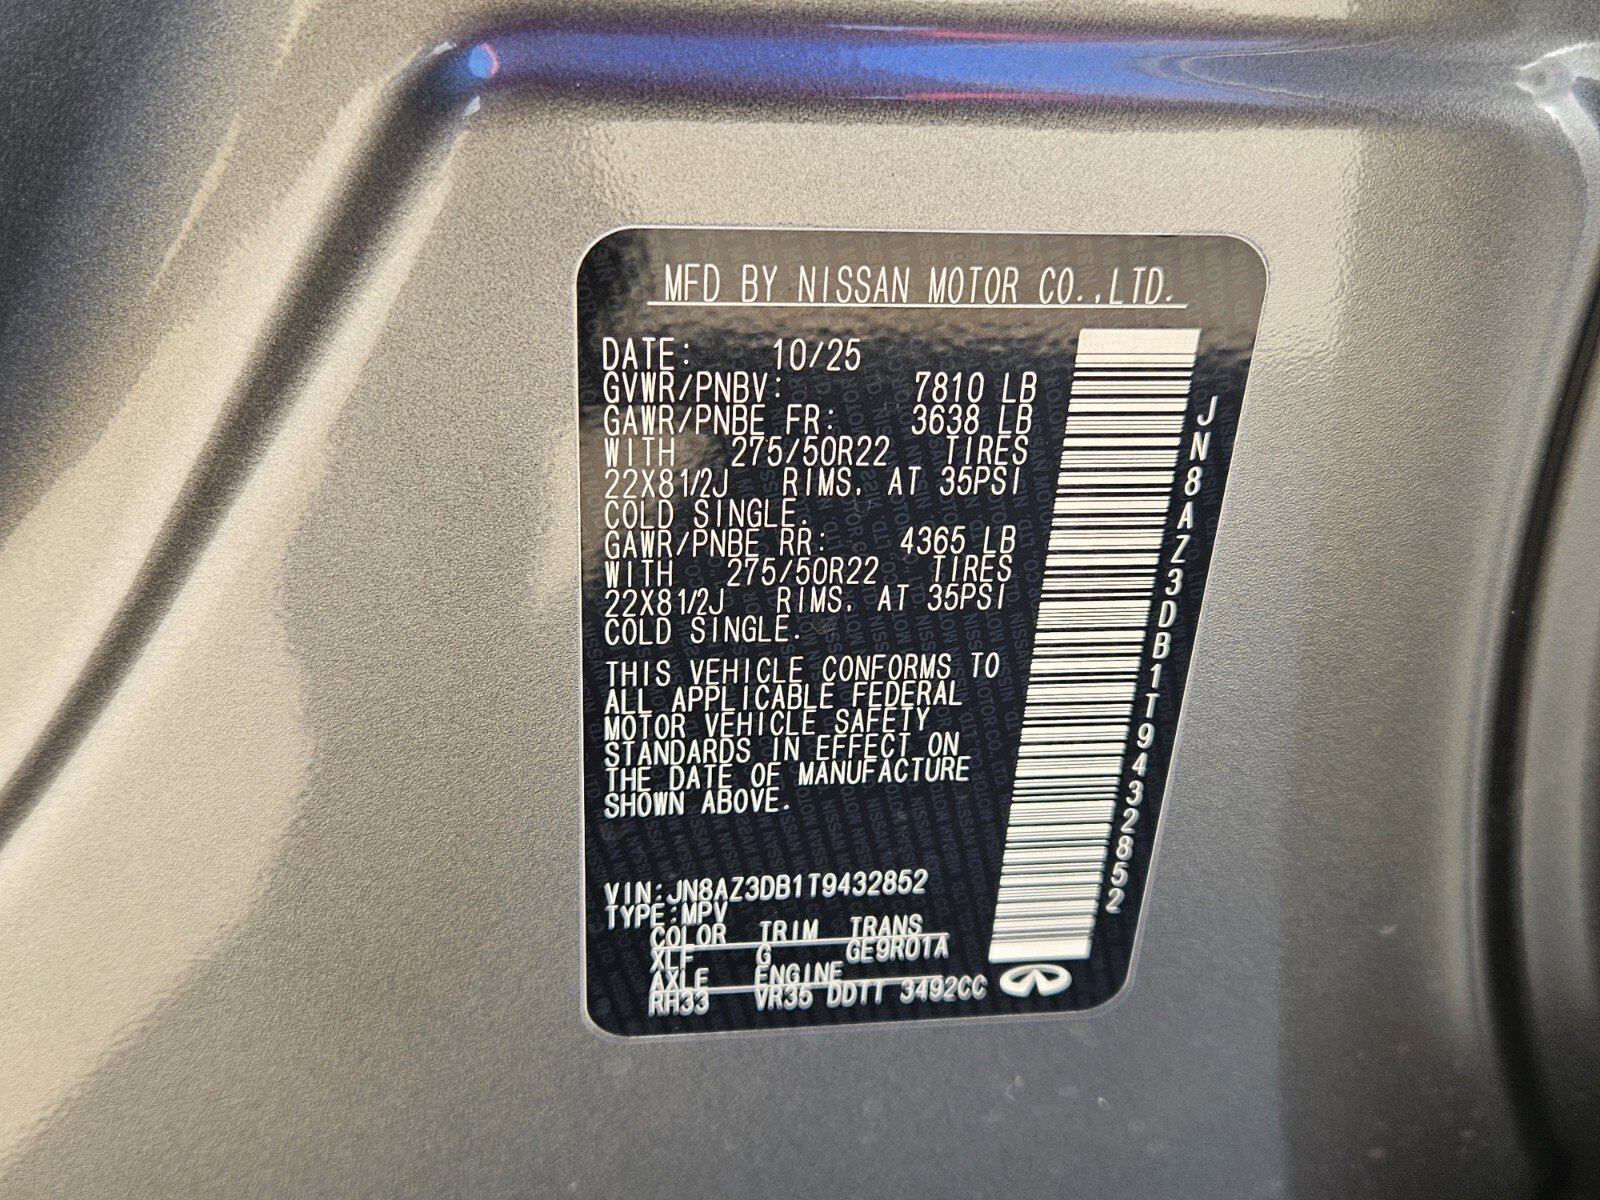 MFD BY NISSAN MOTOR CO.,LTD.
DATE: 10/25
GVWR/PNBV: 7810 LB
GAWR/PNBE FR: 3638 LB
WITH 275/50R22 TIRES
22X81/2J RIMS, AT 35PSI
COLD SINGLE.
GAWR/PNBE RR: 4365 LB
WITH 275/50R22 TIRES
22X81/2J RIMS, AT 35PSI
COLD SINGLE.
THIS VEHICLE CONFORMS TO
ALL APPLICABLE FEDERAL
MOTOR VEHICLE SAFETY
STANDARDS IN EFFECT ON
THE DATE OF MANUFACTURE
SHOWN ABOVE.
VIN:JN8AZ3DB1T9432852
TYPE:MPV
COLOR TRIM TRANS
XLF G GE9R01A
AXLE ENGINE
RH33 VR35 DDTT 3492CC
JN8AZ3DB1T9432852